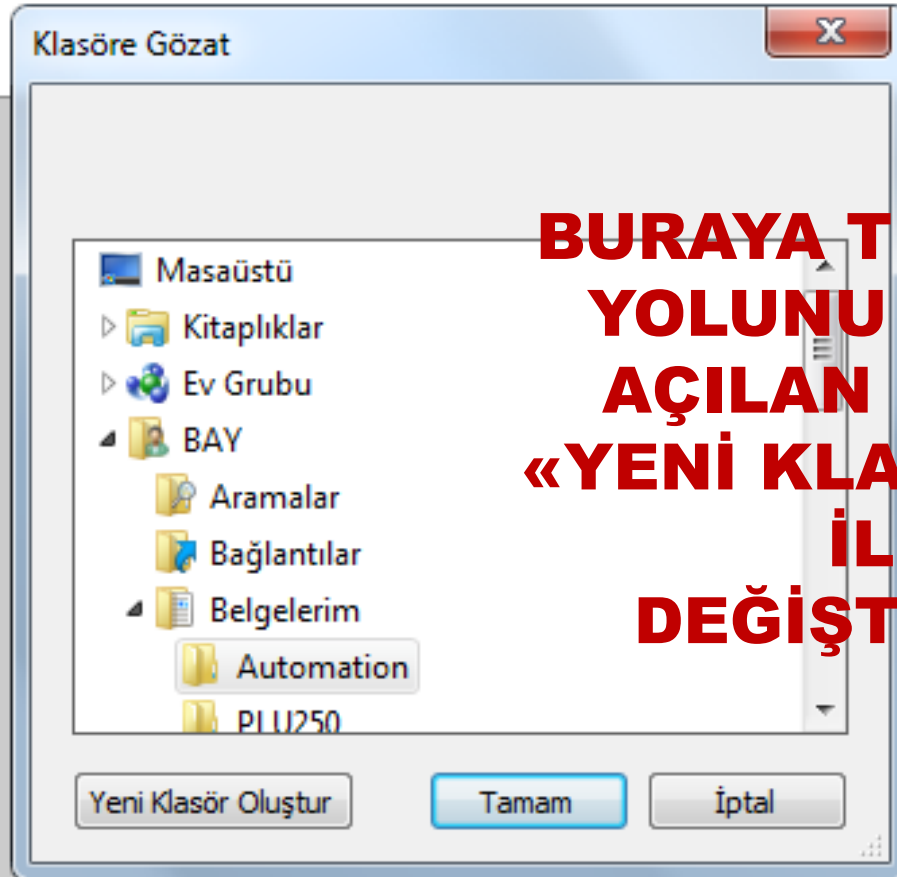 Klasöre Gözat
Masaüstü
Kitaplıklar
Ev Grubu
BAY
Aramalar
Bağlantılar
Belgelerim
Automation
PLU250
BURAYA T
YOLUNU
AÇILAN
«YENİ KLA
İL
DEĞİŞT
Yeni Klasör Oluştur
Tamam
İptal